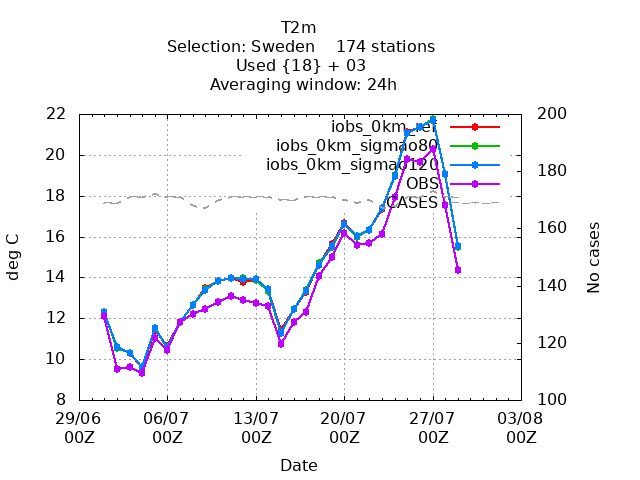 T2m
Selection: Sweden 174 stations
Used {18} + 03
Averaging window: 24h
22
20
18
16
14
12
10
8
200
180
160
140
120
100
deg C
No cases
iobs_0km_ref
iobs_0km_sigmao80
iobs_0km_sigmao120
OBS
CASES
29/06 06/07 13/07 20/07 27/07 03/08
00Z 00Z 00Z 00Z 00Z 00Z
Date